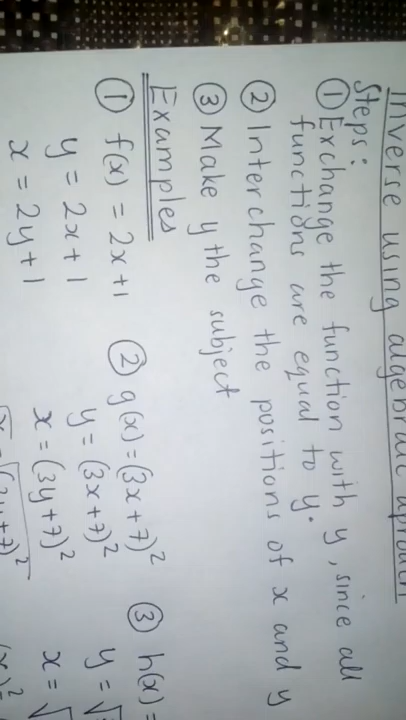 Inverse using algebraic aproach
Steps:
① Exchange the function with y, since all
functions are equal to y.
② Interchange the positions of x and y
③ Make y the subject
Examples
① f(x) = 2x+1
y = 2x+1
x = 2y+1
② g(x)=(3x+7)²
y=(3x+7)²
x=(3y+7)²
③ h(x)=
y=√
x=√